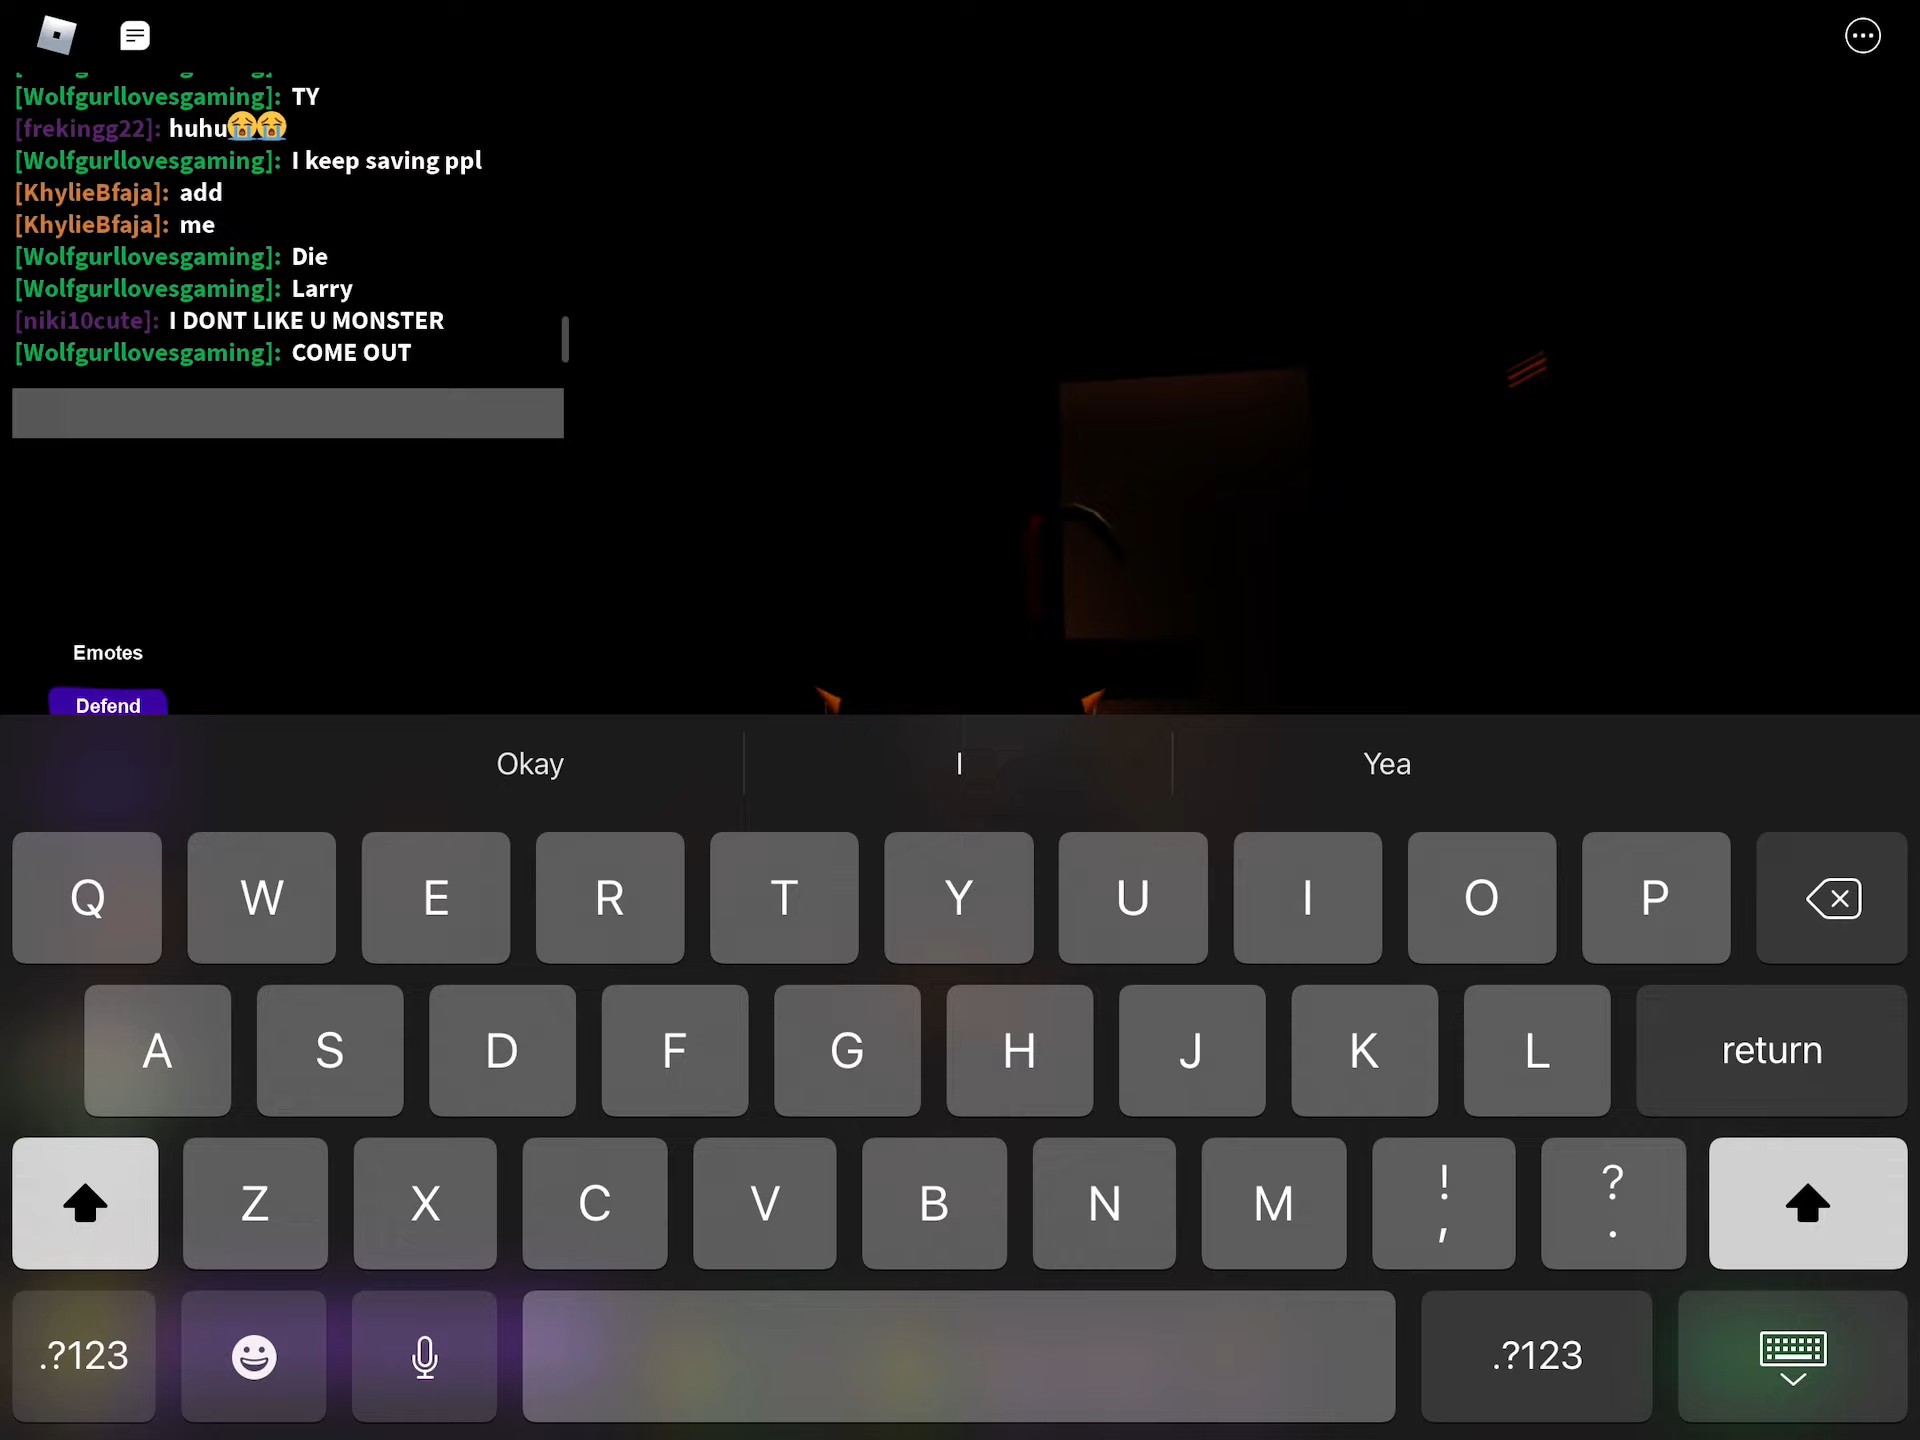 [Wolfgurllovesgaming]: TY
[frekingg22]: huhu😭😭
[Wolfgurllovesgaming]: I keep saving ppl
[KhylieBfaja]: add
[KhylieBfaja]: me
[Wolfgurllovesgaming]: Die
[Wolfgurllovesgaming]: Larry
[niki10cute]: I DONT LIKE U MONSTER
[Wolfgurllovesgaming]: COME OUT
Emotes
Defend
Okay I Yea
Q W E R T Y U I O P
A S D F G H J K L return
Z X C V B N M ! , ? .
.?123 .?123